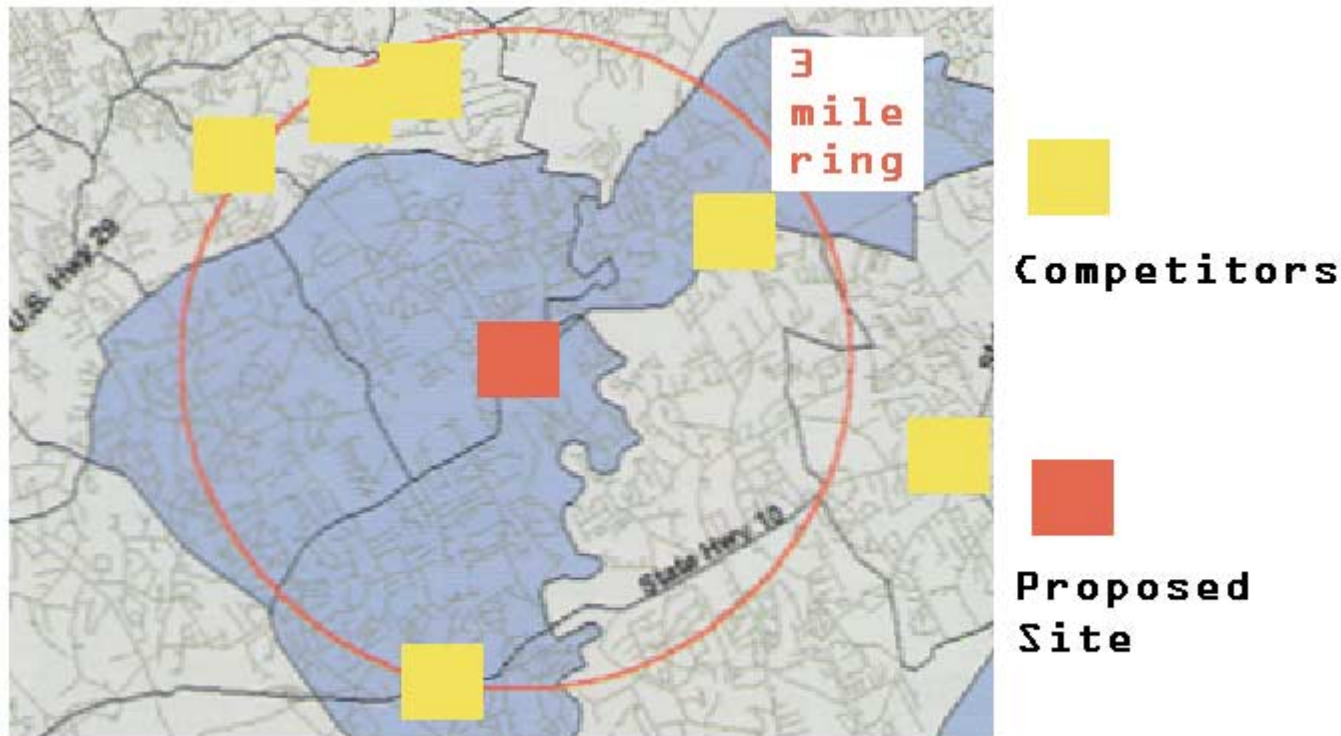 3
mile
ring
U.S. Hwy 29
Competitors
State Hwy 10
Proposed
Site